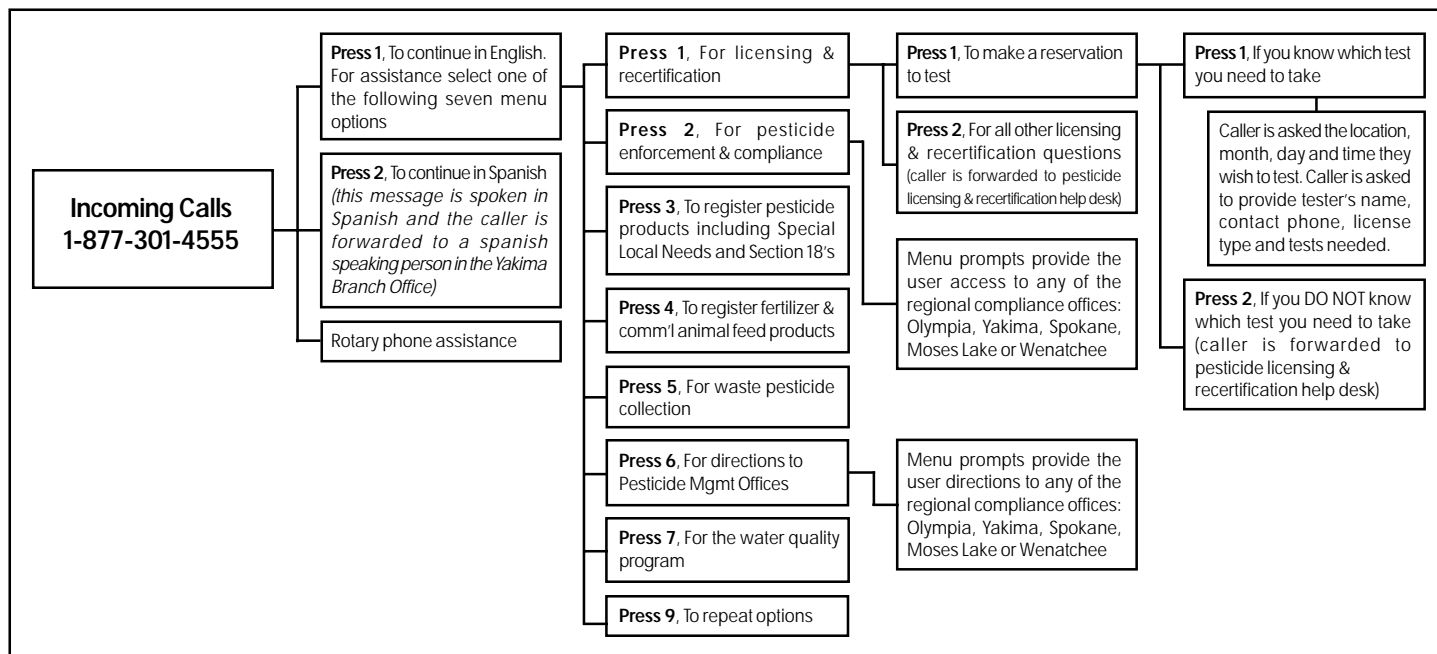 Incoming Calls
1-877-301-4555
Press 1, To continue in English.
For assistance select one of
the following seven menu
options
Press 2, To continue in Spanish
(this message is spoken in
Spanish and the caller is
forwarded to a spanish
speaking person in the Yakima
Branch Office)
Rotary phone assistance
Press 1, For licensing &
recertification
Press 2, For pesticide
enforcement & compliance
Press 3, To register pesticide
products including Special
Local Needs and Section 18's
Press 4, To register fertilizer &
comm'l animal feed products
Press 5, For waste pesticide
collection
Press 6, For directions to
Pesticide Mgmt Offices
Press 7, For the water quality
program
Press 9, To repeat options
Press 1, To make a reservation
to test
Press 2, For all other licensing
& recertification questions
(caller is forwarded to pesticide
licensing & recertification help desk)
Menu prompts provide the
user access to any of the
regional compliance offices:
Olympia, Yakima, Spokane,
Moses Lake or Wenatchee
Menu prompts provide the
user directions to any of the
regional compliance offices:
Olympia, Yakima, Spokane,
Moses Lake or Wenatchee
Press 1, If you know which test
you need to take
Caller is asked the location,
month, day and time they
wish to test. Caller is asked
to provide tester's name,
contact phone, license
type and tests needed.
Press 2, If you DO NOT know
which test you need to take
(caller is forwarded to
pesticide licensing &
recertification help desk)